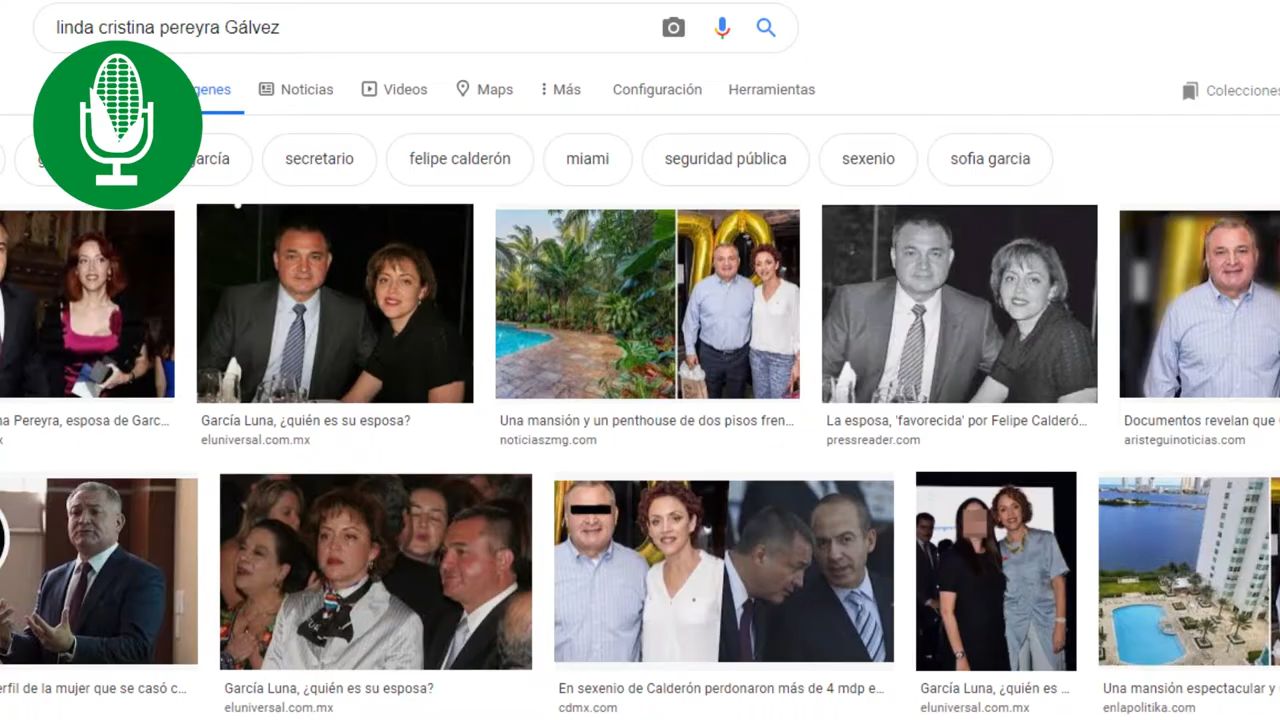 linda cristina pereyra Gálvez
genes
Noticias
Videos
Maps
Más
Configuración
Herramientas
Colecciones
g
arcía
secretario
felipe calderón
miami
seguridad pública
sexenio
sofia garcia
na Pereyra, esposa de Garc...
x
García Luna, ¿quién es su esposa?
eluniversal.com.mx
Una mansión y un penthouse de dos pisos fren...
noticiaszmg.com
La esposa, 'favorecida' por Felipe Calderó...
pressreader.com
Documentos revelan que
aristeguinoticias.com
erfil de la mujer que se casó c...
García Luna, ¿quién es su esposa?
eluniversal.com.mx
En sexenio de Calderón perdonaron más de 4 mdp e...
cdmx.com
García Luna, ¿quién es ...
eluniversal.com.mx
Una mansión espectacular y
enlapolitika.com